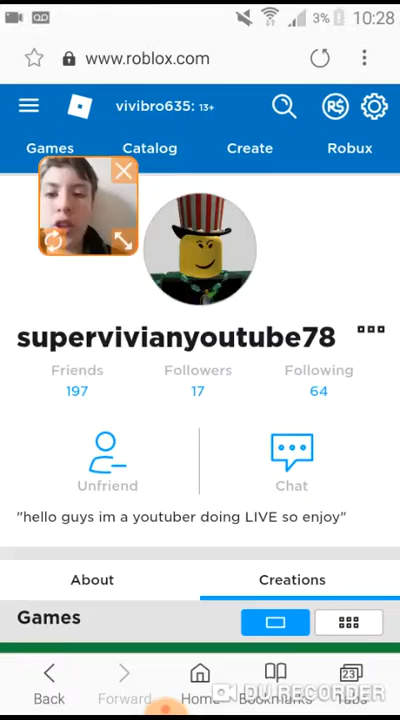 3% 10:28
www.roblox.com
vivibro635: 13+
R$
Games Catalog Create Robux
supervivianyoutube78
Friends Followers Following
197 17 64
Unfriend Chat
"hello guys im a youtuber doing LIVE so enjoy"
About Creations
Games
23
Back Forward Home Bookmarks Tabs
DU RECORDER